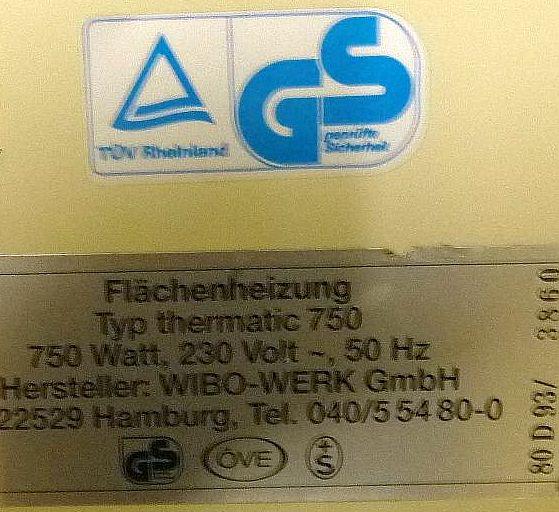 TÜV Rheinland
GS
geprüfte
Sicherheit
Flächenheizung
Typ thermatic 750
750 Watt, 230 Volt ~, 50 Hz
Hersteller: WIBO-WERK GmbH
22529 Hamburg, Tel. 040/5 54 80-0
GS ÖVE +S
80 D 93/ 3860